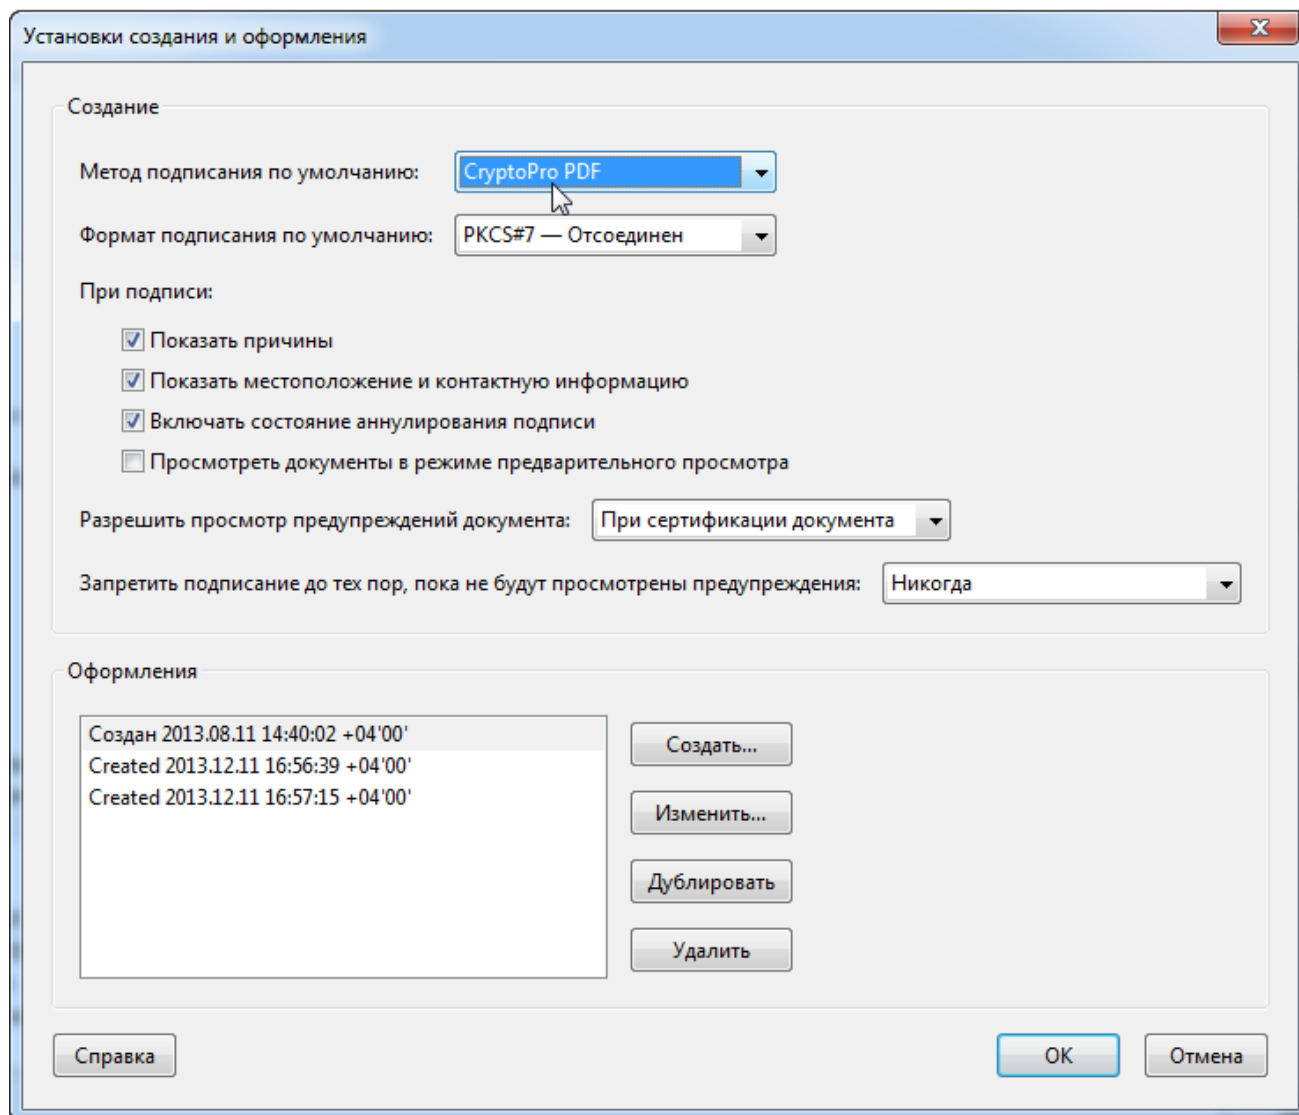 Установки создания и оформления
Создание
Метод подписания по умолчанию: CryptoPro PDF
Формат подписания по умолчанию: PKCS#7 — Отсоединен
При подписи:
Показать причины
Показать местоположение и контактную информацию
Включать состояние аннулирования подписи
Просмотреть документы в режиме предварительного просмотра
Разрешить просмотр предупреждений документа: При сертификации документа
Запретить подписание до тех пор, пока не будут просмотрены предупреждения: Никогда
Оформления
Создан 2013.08.11 14:40:02 +04'00'
Created 2013.12.11 16:56:39 +04'00'
Created 2013.12.11 16:57:15 +04'00'
Создать...
Изменить...
Дублировать
Удалить
Справка
ОК
Отмена